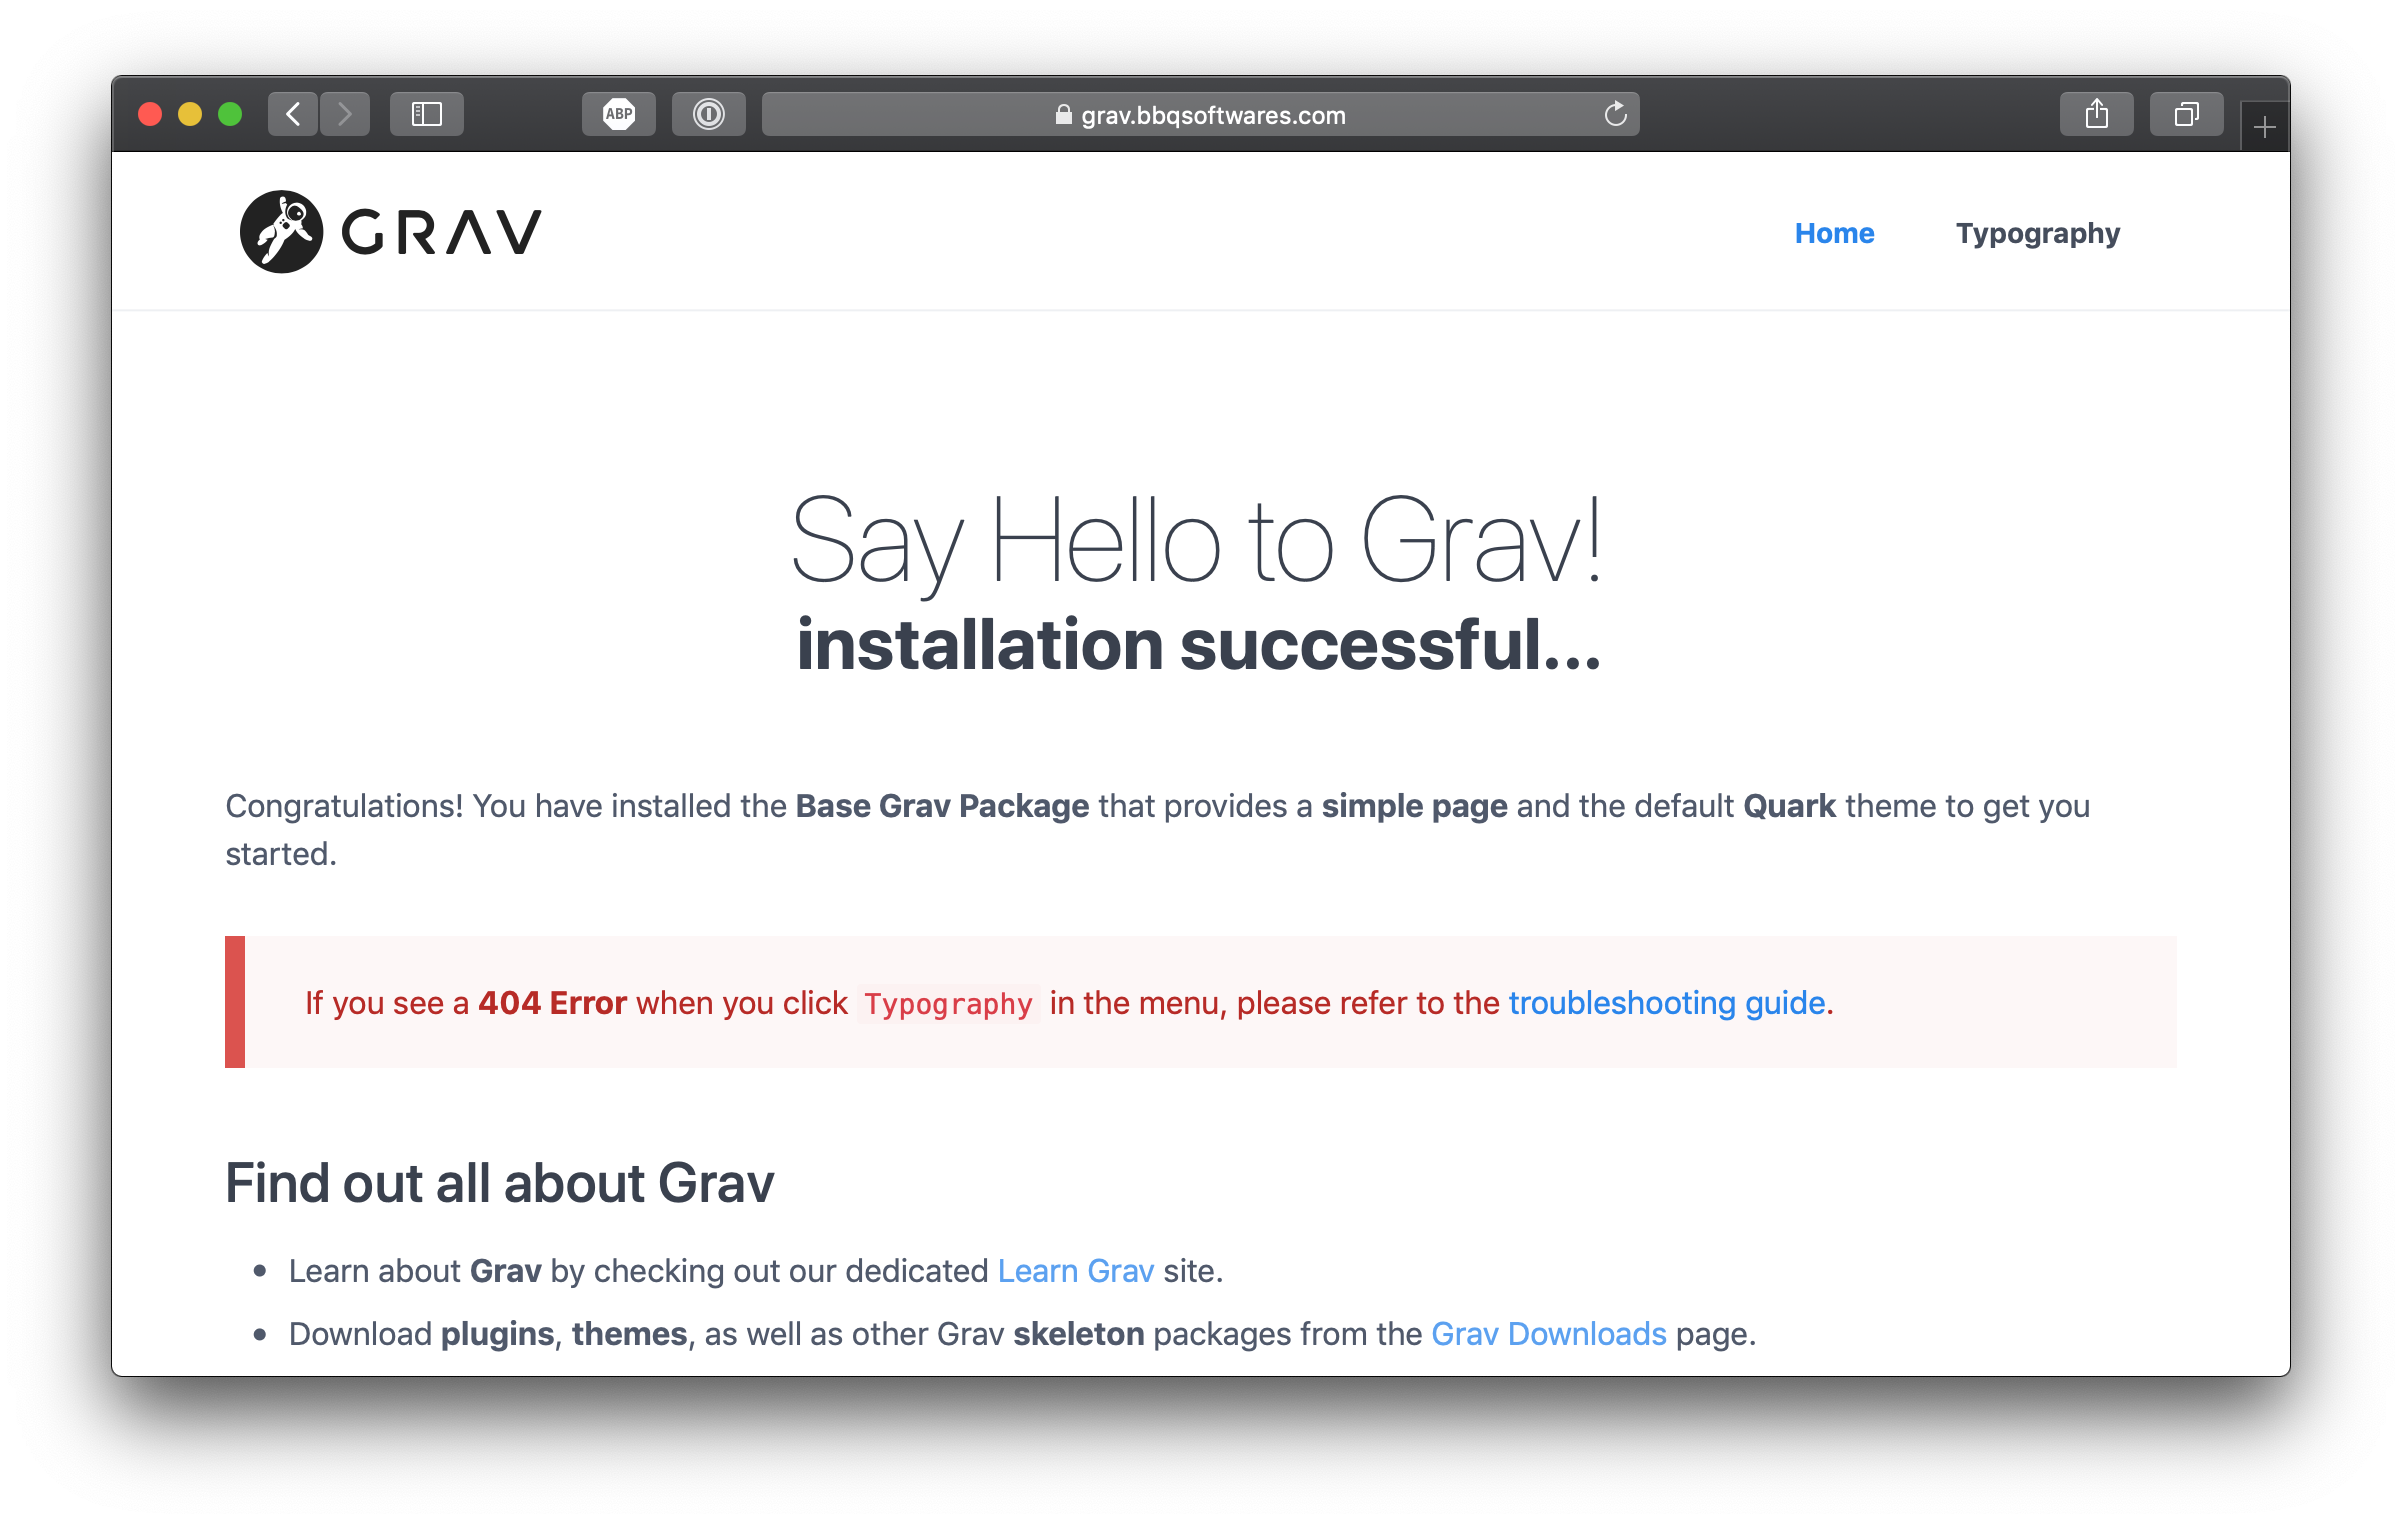 ABP
grav.bbqsoftwares.com
GRAV
Home Typography
Say Hello to Grav!
installation successful...
Congratulations! You have installed the Base Grav Package that provides a simple page and the default Quark theme to get you
started.
If you see a 404 Error when you click Typography in the menu, please refer to the troubleshooting guide.
Find out all about Grav
• Learn about Grav by checking out our dedicated Learn Grav site.
• Download plugins, themes, as well as other Grav skeleton packages from the Grav Downloads page.